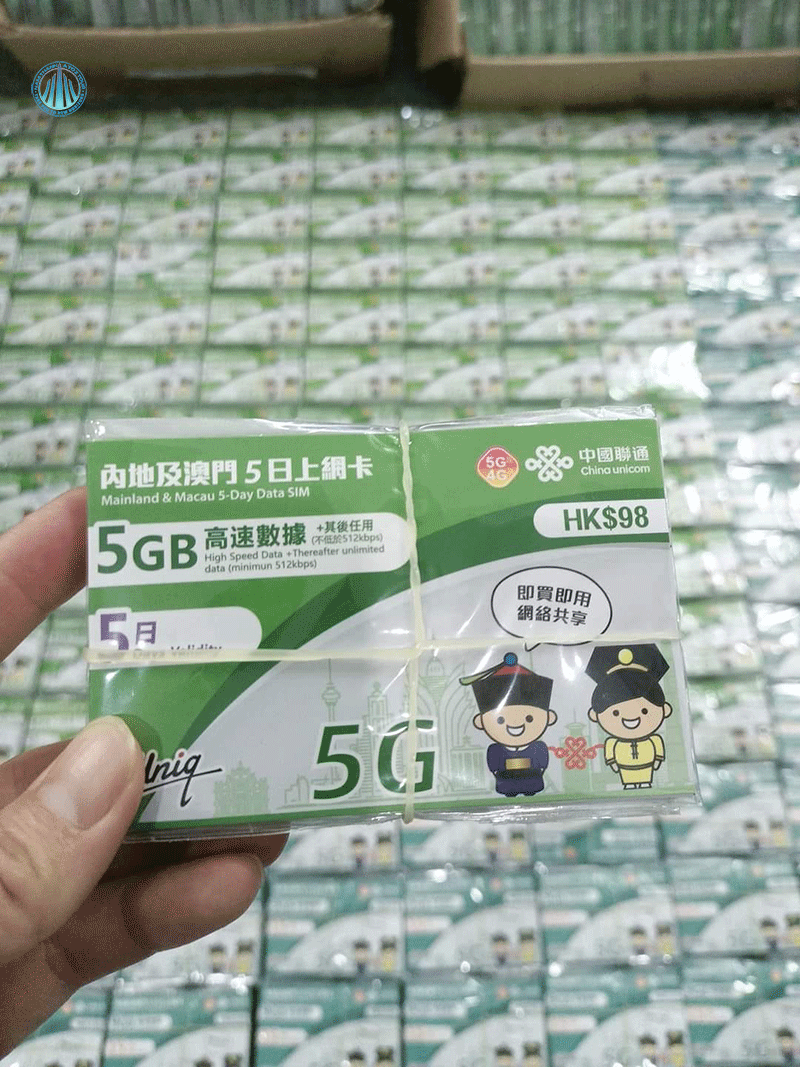 內地及澳門 5 日上網卡
Mainland & Macau 5-Day Data SIM
5G
4G
中國聯通
China unicom
HK$98
5GB 高速數據 +其後任用
(不低於512kbps)
High Speed Data +Thereafter unlimited
data (minimun 512kbps)
即買即用
網絡共享
5日
Days Validity
5G